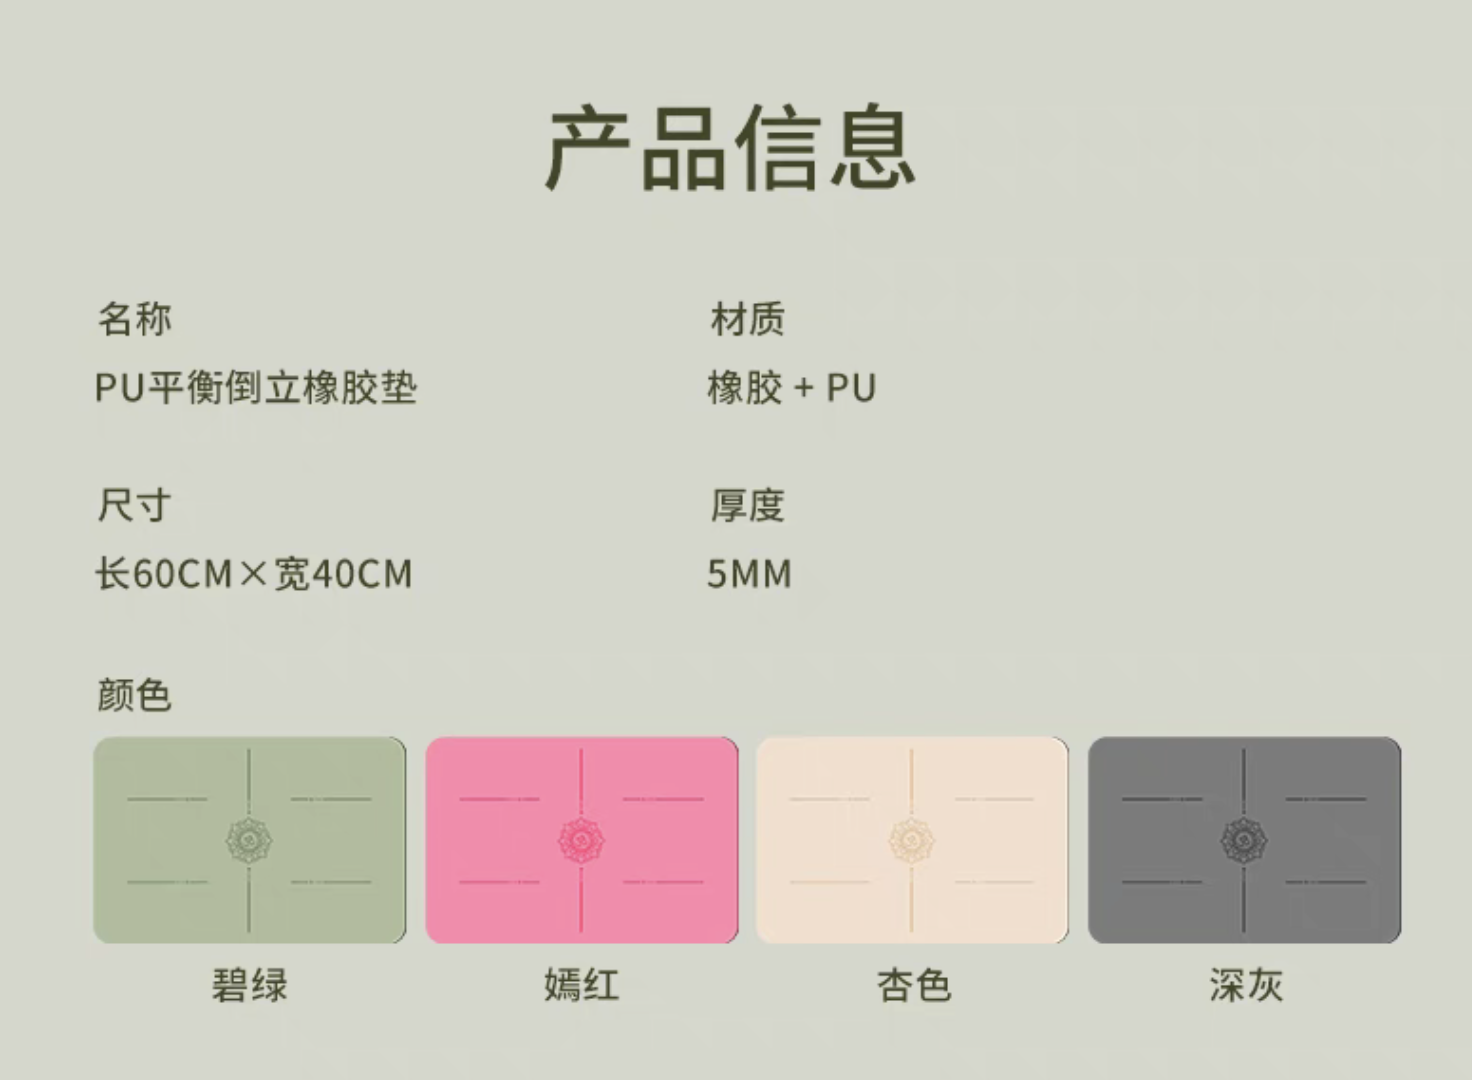 产品信息
名称
PU平衡倒立橡胶垫
材质
橡胶 + PU
尺寸
长60CM×宽40CM
厚度
5MM
颜色
碧绿
嫣红
杏色
深灰